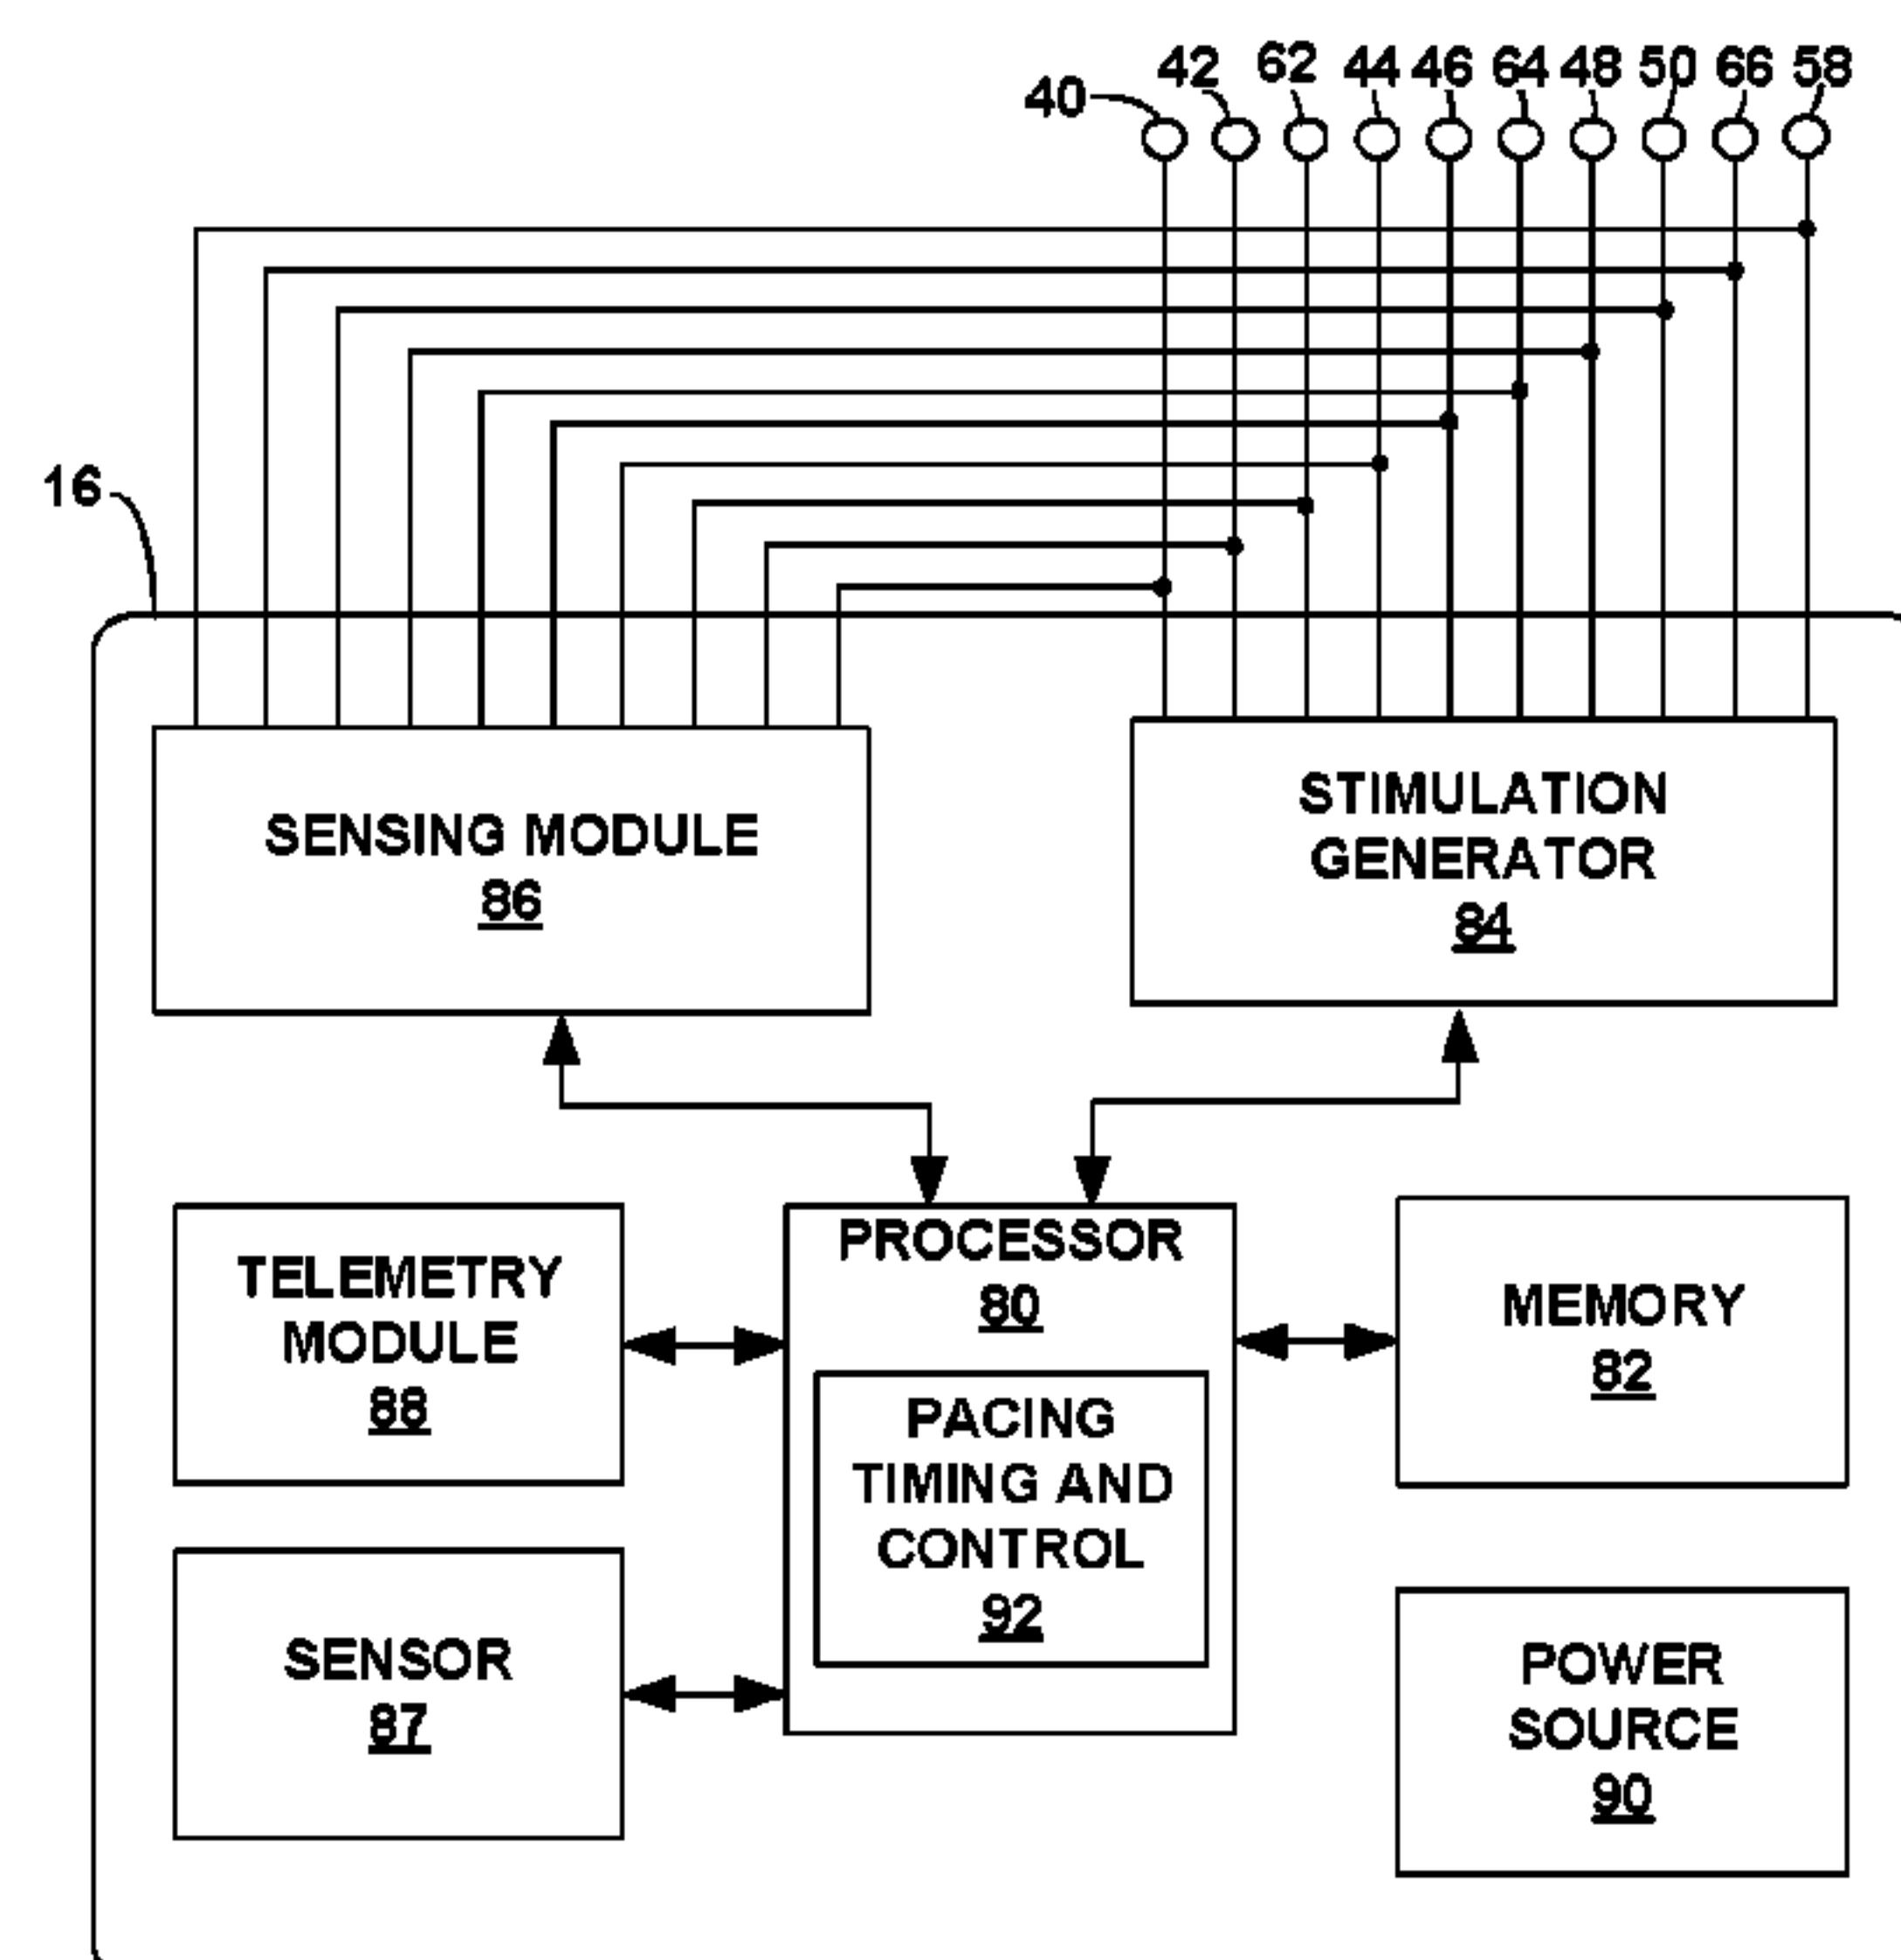 40 42 62 44 46 64 48 50 66 58
16
SENSING MODULE
86
STIMULATION
GENERATOR
84
TELEMETRY
MODULE
88
PROCESSOR
80
PACING
TIMING AND
CONTROL
92
MEMORY
82
SENSOR
87
POWER
SOURCE
90